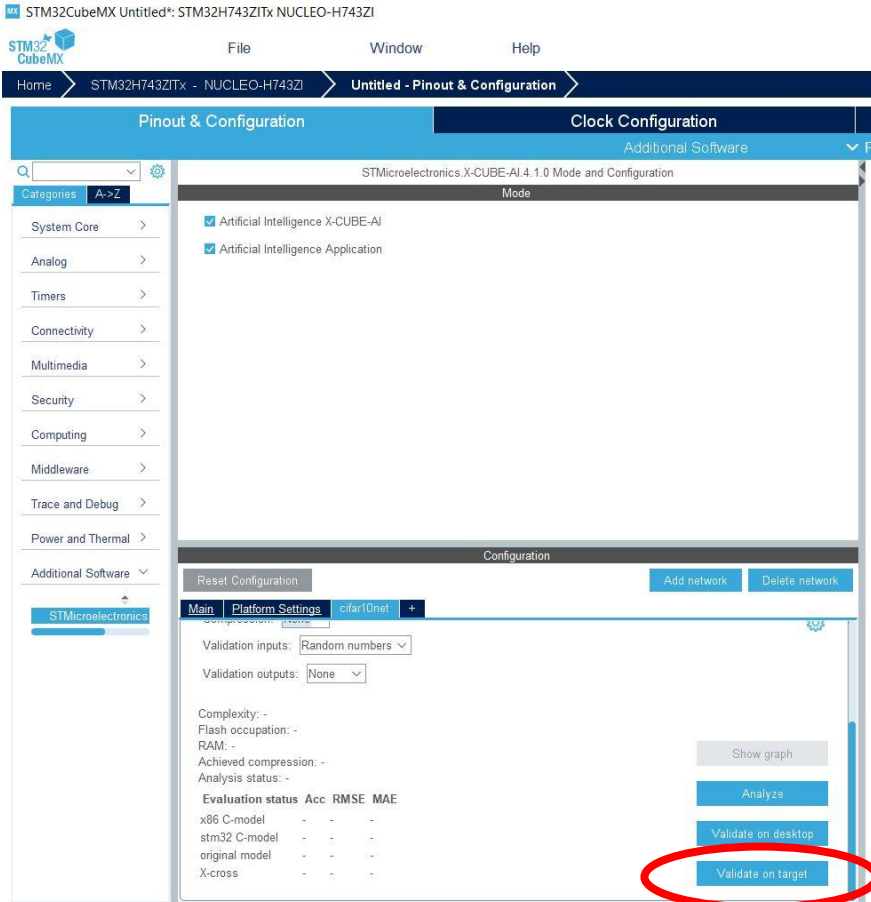 MX STM32CubeMX Untitled*: STM32H743ZITx NUCLEO-H743ZI
STM32 CubeMX
File Window Help
Home STM32H743ZITx - NUCLEO-H743ZI Untitled - Pinout & Configuration
Pinout & Configuration Clock Configuration
Additional Software
STMicroelectronics.X-CUBE-AI.4.1.0 Mode and Configuration
Categories A->Z
Mode
System Core
Analog
Timers
Connectivity
Multimedia
Security
Computing
Middleware
Trace and Debug
Power and Thermal
Additional Software
STMicroelectronics
Artificial Intelligence X-CUBE-AI
Artificial Intelligence Application
Configuration
Reset Configuration Add network Delete network
Main Platform Settings cifar10net +
Compression: None
Validation inputs: Random numbers
Validation outputs: None
Complexity: -
Flash occupation: -
RAM: -
Achieved compression: -
Analysis status: -
Evaluation status Acc RMSE MAE
x86 C-model - - -
stm32 C-model - - -
original model - - -
X-cross - - -
Show graph
Analyze
Validate on desktop
Validate on target